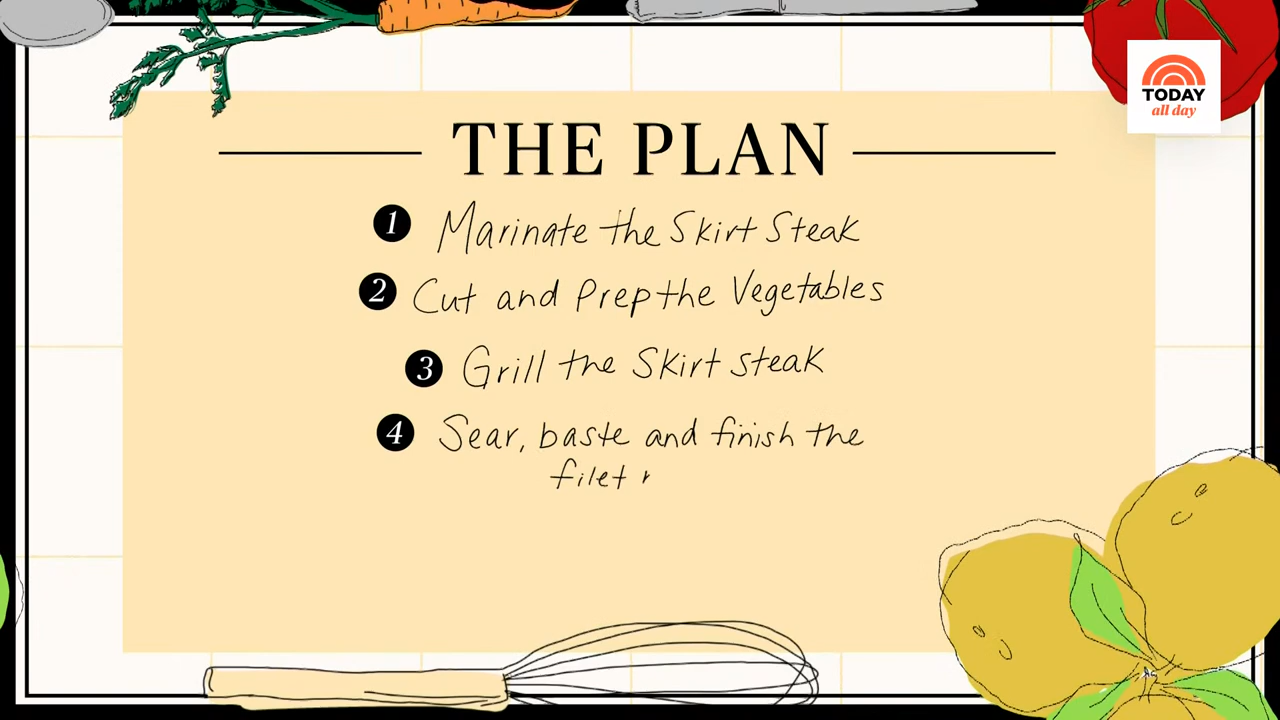 THE PLAN
TODAY
all day
1 Marinate the Skirt Steak
2 Cut and Prep the Vegetables
3 Grill the Skirt steak
4 Sear, baste and finish the
filet